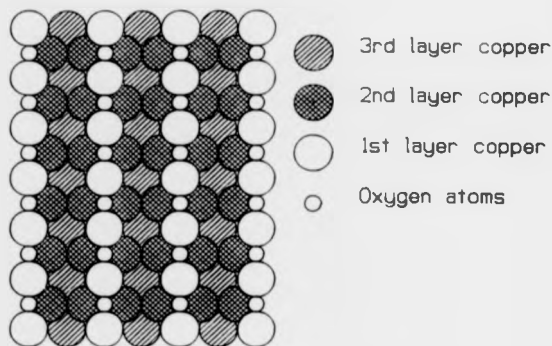 3rd layer copper
2nd layer copper
1st layer copper
Oxygen atoms